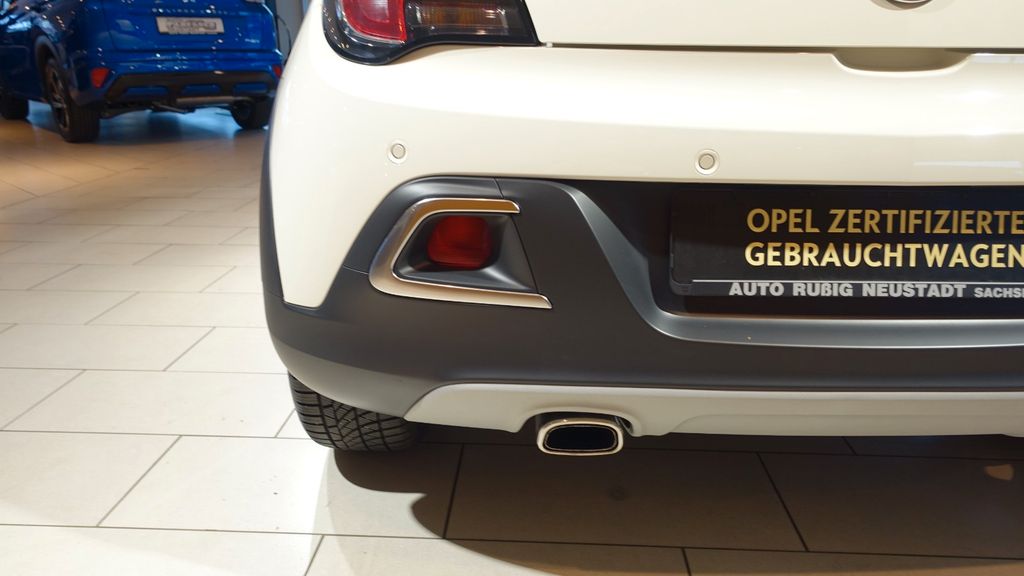 OPEL ZERTIFIZIERTE
GEBRAUCHTWAGEN
AUTO RUBIG NEUSTADT SACHSE